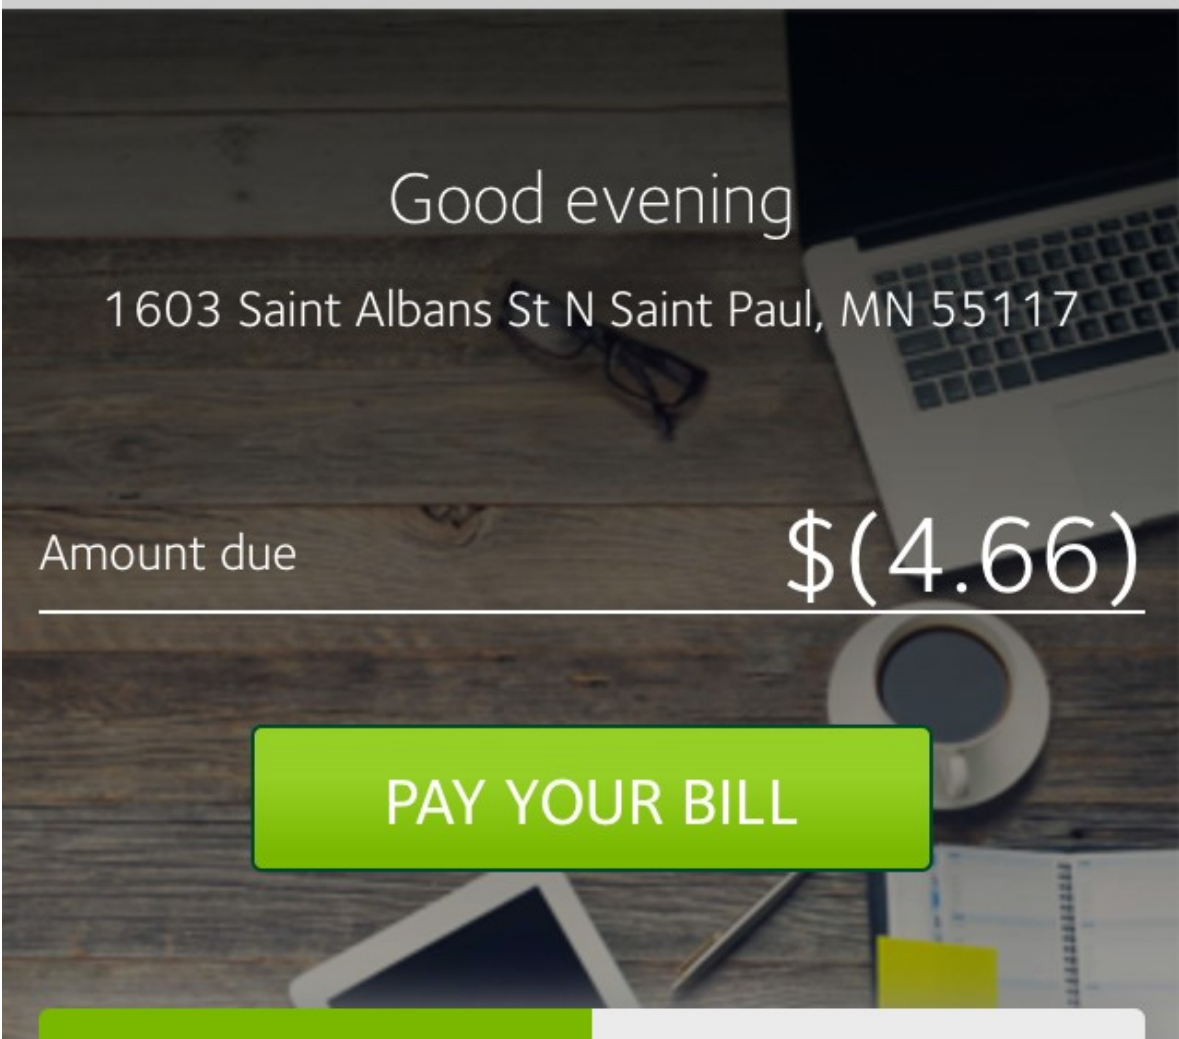 Good evening
1603 Saint Albans St N Saint Paul, MN 55117
Amount due $(4.66)
PAY YOUR BILL